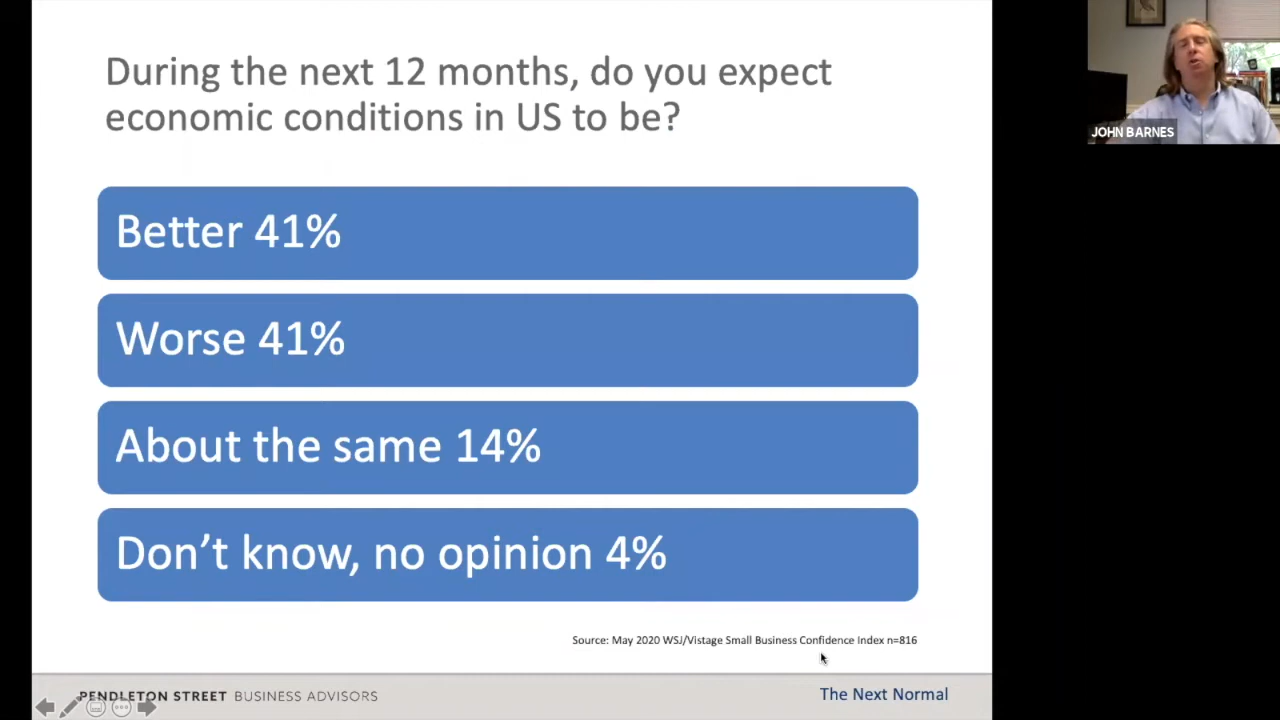 During the next 12 months, do you expect
economic conditions in US to be?
JOHN BARNES
Better 41%
Worse 41%
About the same 14%
Don’t know, no opinion 4%
Source: May 2020 WSJ/Vistage Small Business Confidence Index n=816
PENDLETON STREET BUSINESS ADVISORS
The Next Normal